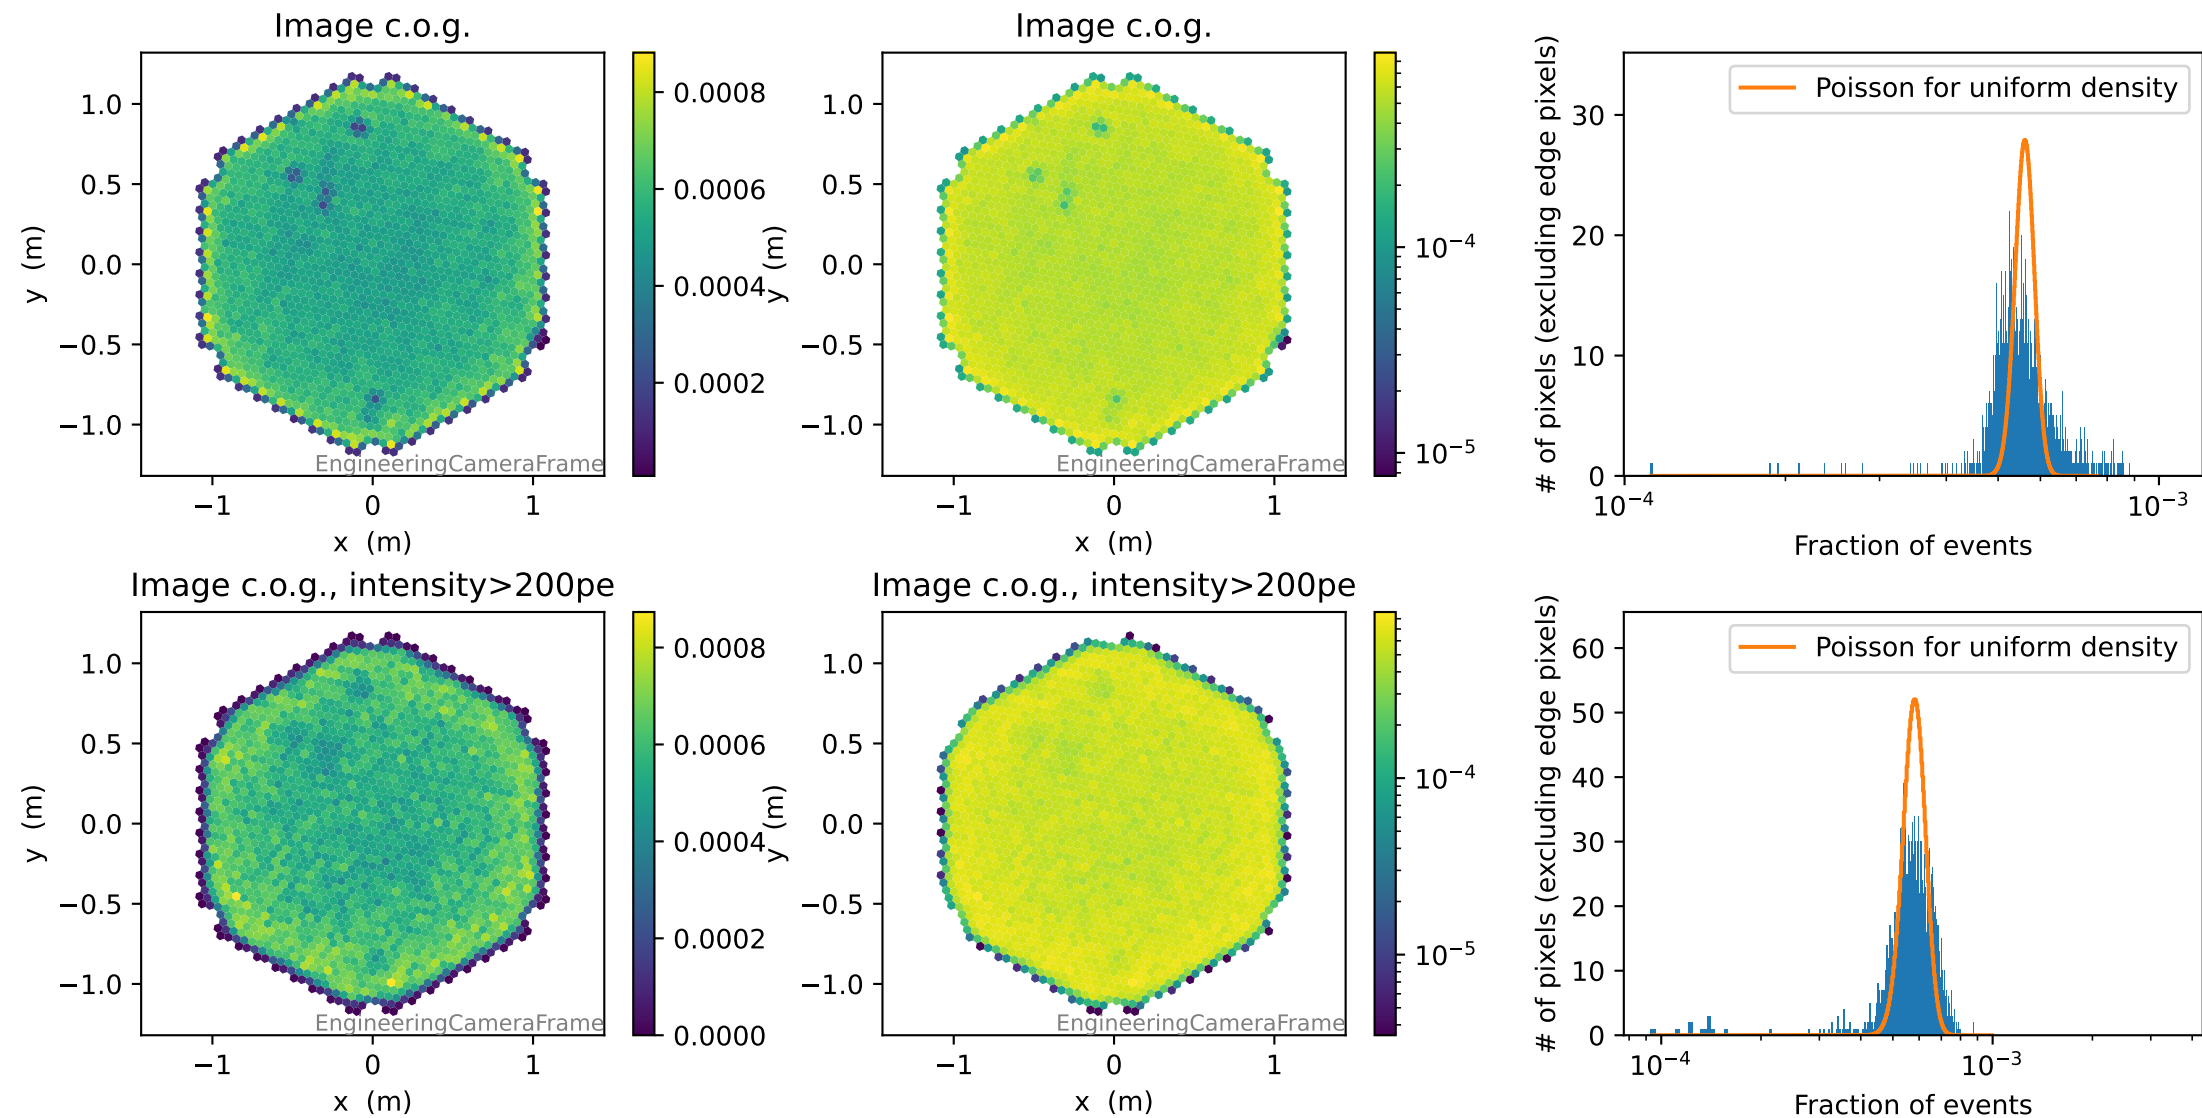 Image c.o.g.
1.0
0.5
0.0
−0.5
−1.0
y (m)
−1
0
1
x (m)
EngineeringCameraFrame
0.0008
0.0006
0.0004
0.0002
Image c.o.g.
1.0
0.5
0.0
−0.5
−1.0
y (m)
−1
0
1
x (m)
EngineeringCameraFrame
10⁻⁴
10⁻⁵
# of pixels (excluding edge pixels)
30
20
10
0
Poisson for uniform density
10⁻⁴
10⁻³
Fraction of events
Image c.o.g., intensity>200pe
1.0
0.5
0.0
−0.5
−1.0
y (m)
−1
0
1
x (m)
EngineeringCameraFrame
0.0008
0.0006
0.0004
0.0002
0.0000
Image c.o.g., intensity>200pe
1.0
0.5
0.0
−0.5
−1.0
y (m)
−1
0
1
x (m)
EngineeringCameraFrame
10⁻⁴
10⁻⁵
# of pixels (excluding edge pixels)
60
50
40
30
20
10
0
Poisson for uniform density
10⁻⁴
10⁻³
Fraction of events